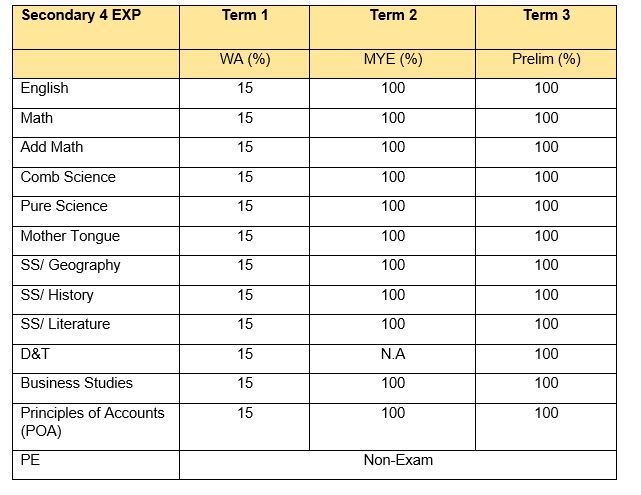 Secondary 4 EXP Term 1 Term 2 Term 3
WA (%) MYE (%) Prelim (%)
English 15 100 100
Math 15 100 100
Add Math 15 100 100
Comb Science 15 100 100
Pure Science 15 100 100
Mother Tongue 15 100 100
SS/ Geography 15 100 100
SS/ History 15 100 100
SS/ Literature 15 100 100
D&T 15 N.A 100
Business Studies 15 100 100
Principles of Accounts 15 100 100
(POA)
PE Non-Exam